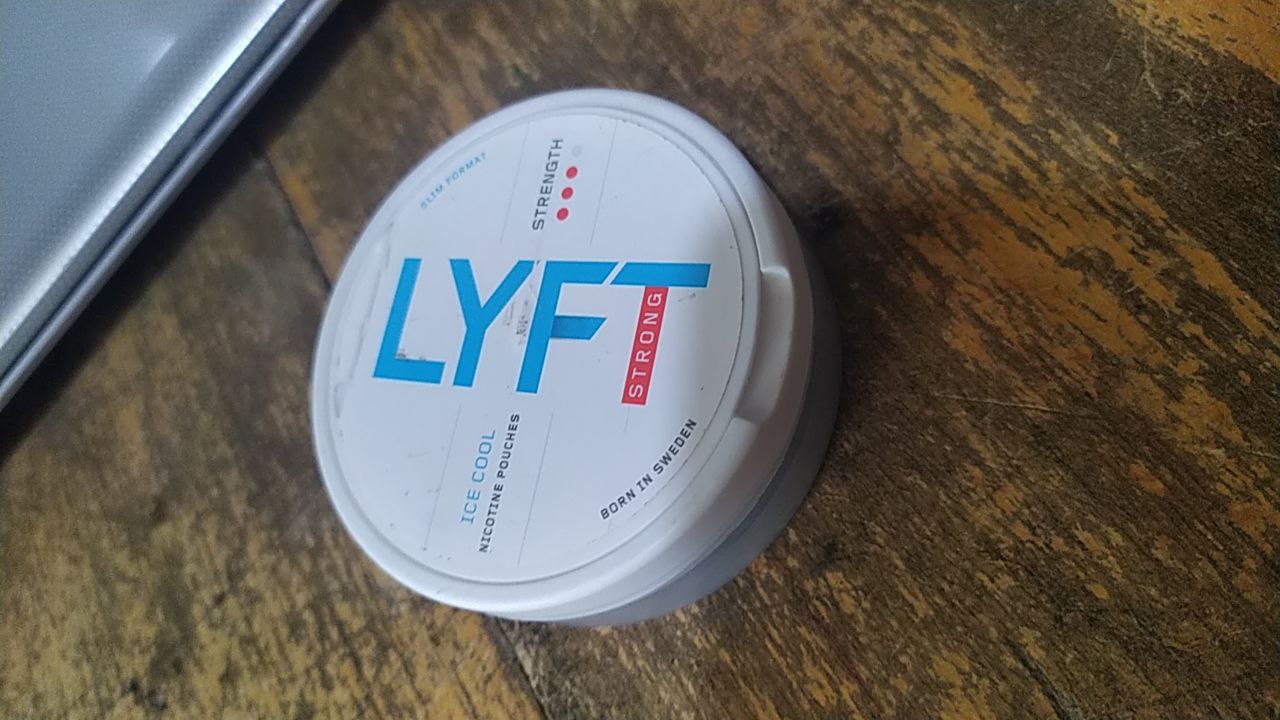 SLIM FORMAT
STRENGTH
LYFT
STRONG
ICE COOL
NICOTINE POUCHES
BORN IN SWEDEN